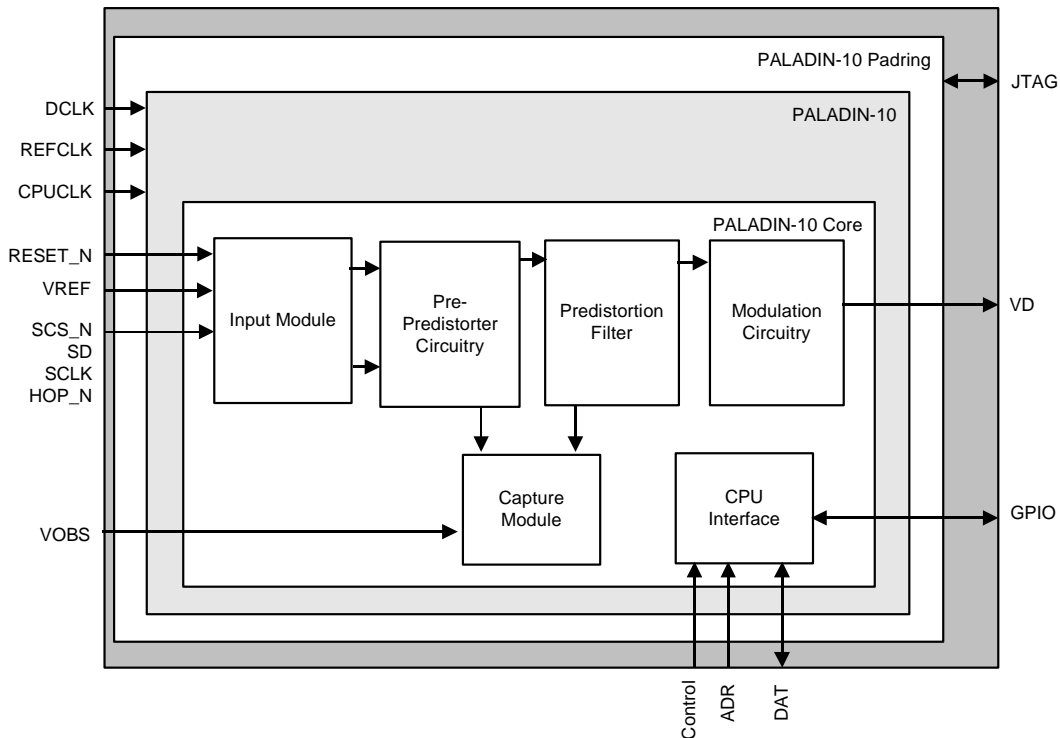 PALADIN-10 Padring
JTAG
DCLK
PALADIN-10
REFCLK
CPUCLK
PALADIN-10 Core
RESET_N
VREF
SCS_N
SD
SCLK
HOP_N
Input Module
Pre-
Predistorter
Circuitry
Predistortion
Filter
Modulation
Circuitry
VD
Capture
Module
CPU
Interface
GPIO
VOBS
Control
ADR
DAT